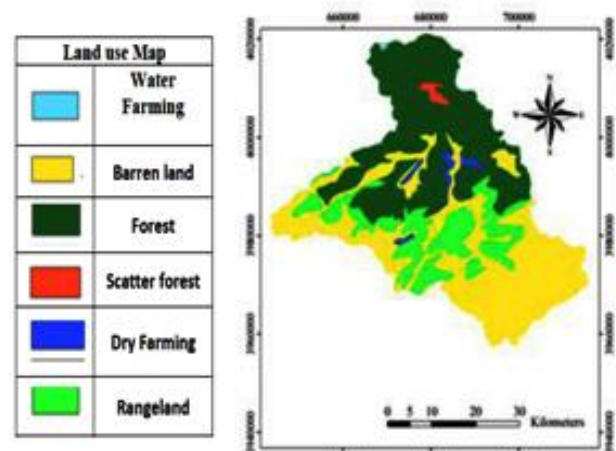 Land use Map
Water
Farming
Barren land
Forest
Scatter forest
Dry Farming
Rangeland
660000 680000 700000
N
W E
S
0 5 10 20 30
Kilometers